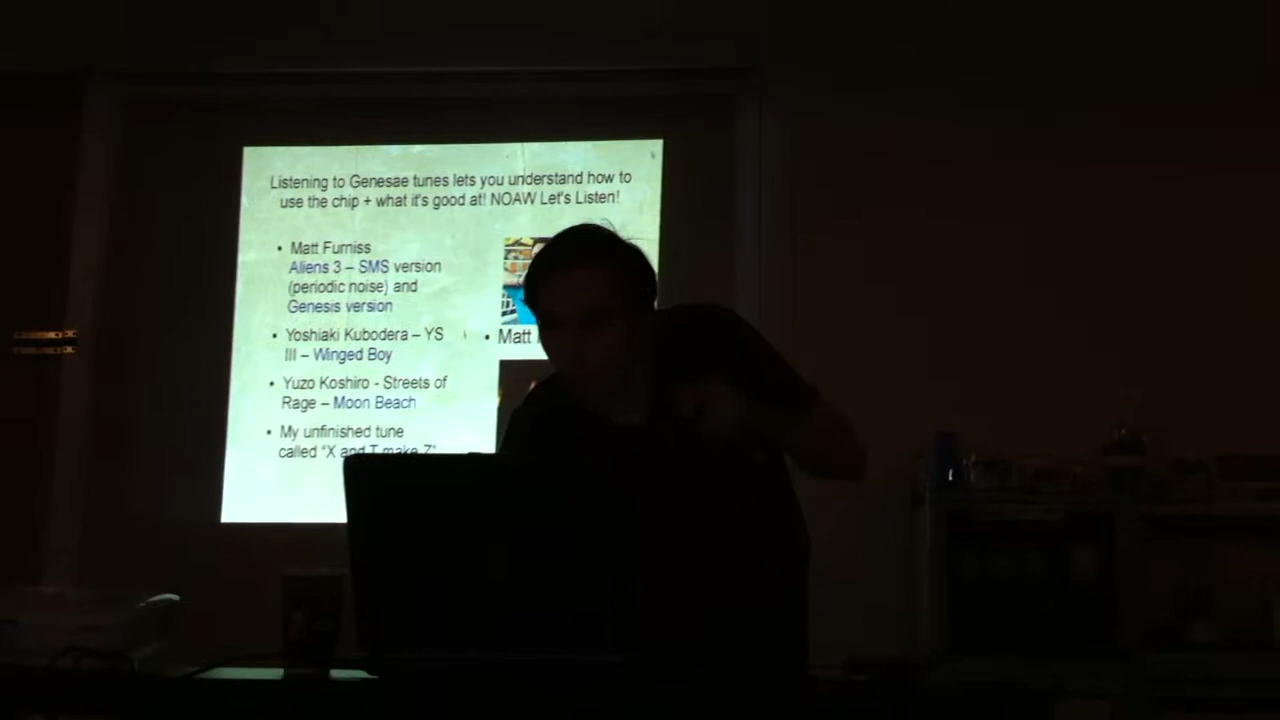 Listening to Genesae tunes lets you understand how to
use the chip + what it's good at! NOAW Let's Listen!
• Matt Furniss
Aliens 3 – SMS version
(periodic noise) and
Genesis version
• Yoshiaki Kubodera – YS
III – Winged Boy
• Yuzo Koshiro - Streets of
Rage – Moon Beach
• My unfinished tune
called "X and T make Z"
• Matt